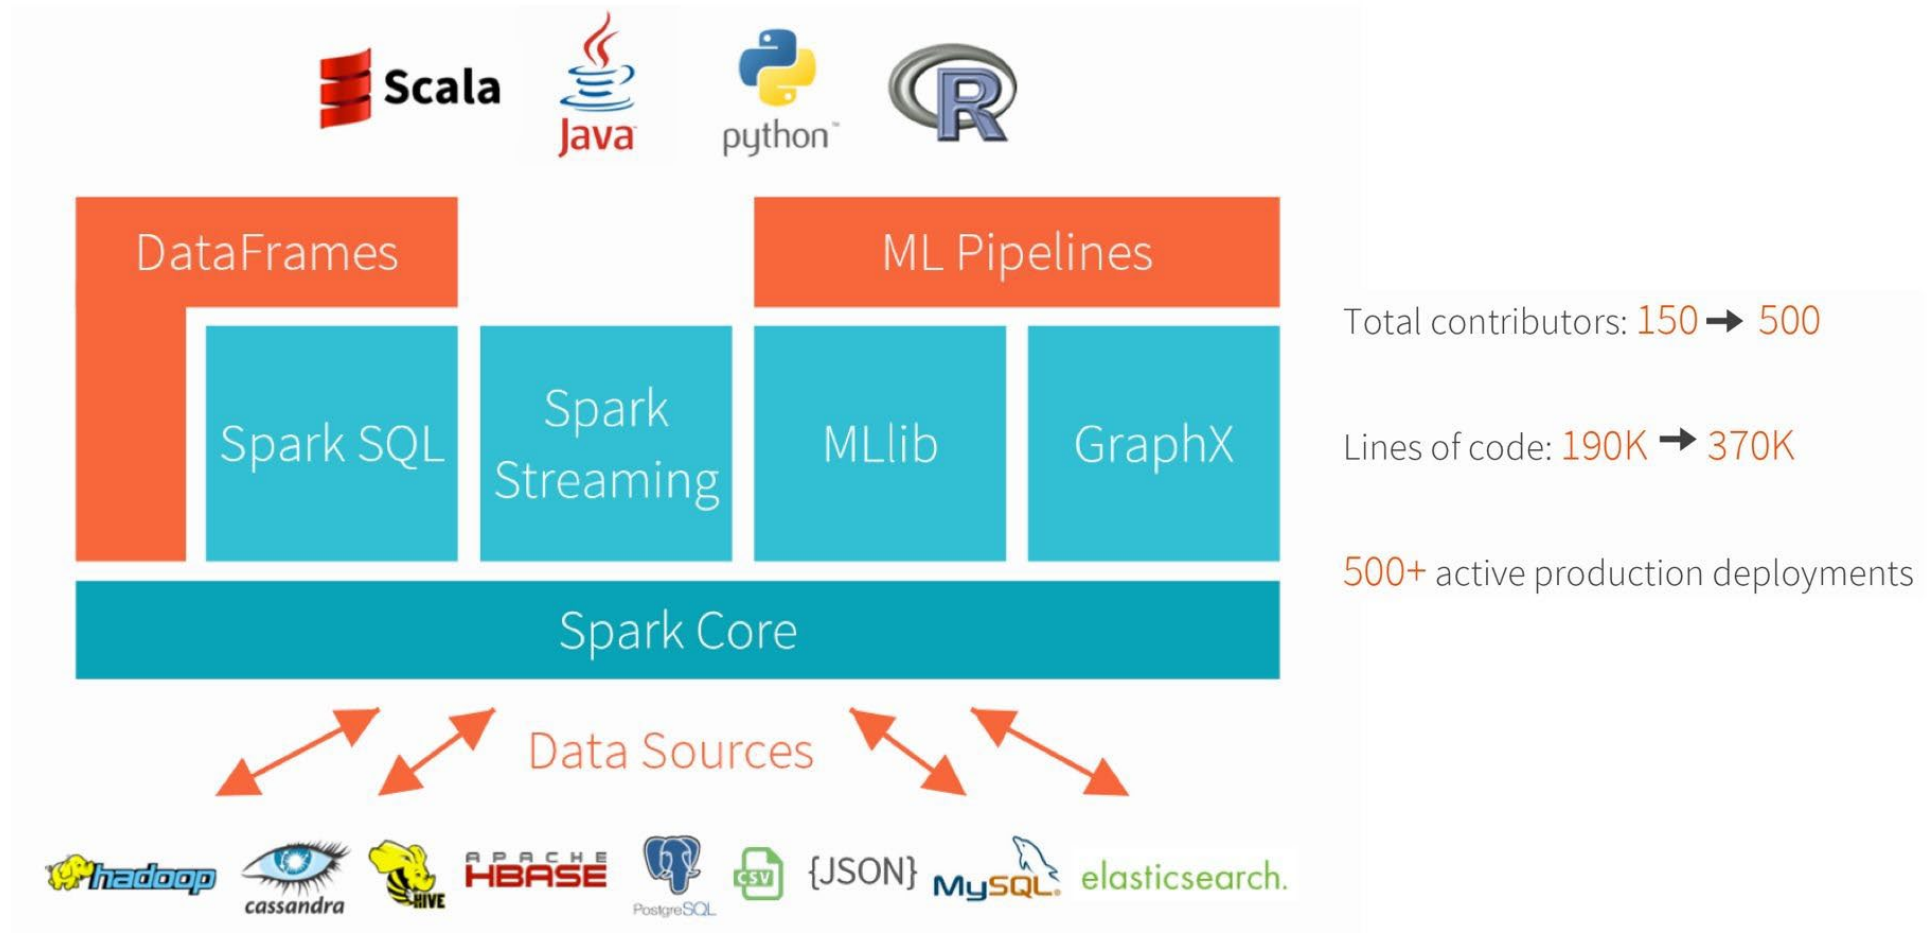 Scala
Java
python™
R
DataFrames
ML Pipelines
Spark SQL
Spark
Streaming
MLlib
GraphX
Spark Core
Total contributors: 150 → 500
Lines of code: 190K → 370K
500+ active production deployments
Data Sources
hadoop
cassandra
HIVE
APACHE
HBASE
PostgreSQL
CSV
{JSON}
MySQL
elasticsearch.